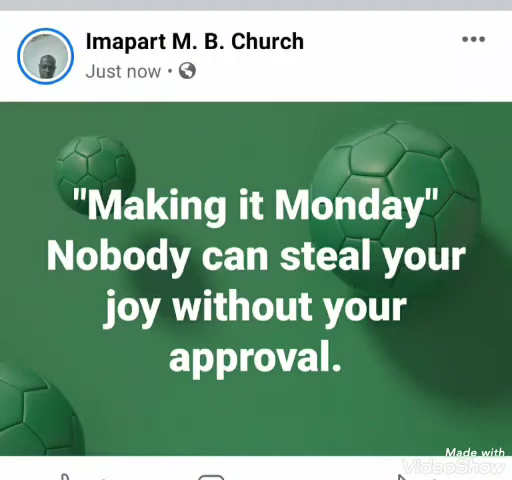 Imapart M. B. Church
Just now •
"Making it Monday"
Nobody can steal your
joy without your
approval.
Made with
VideoShow